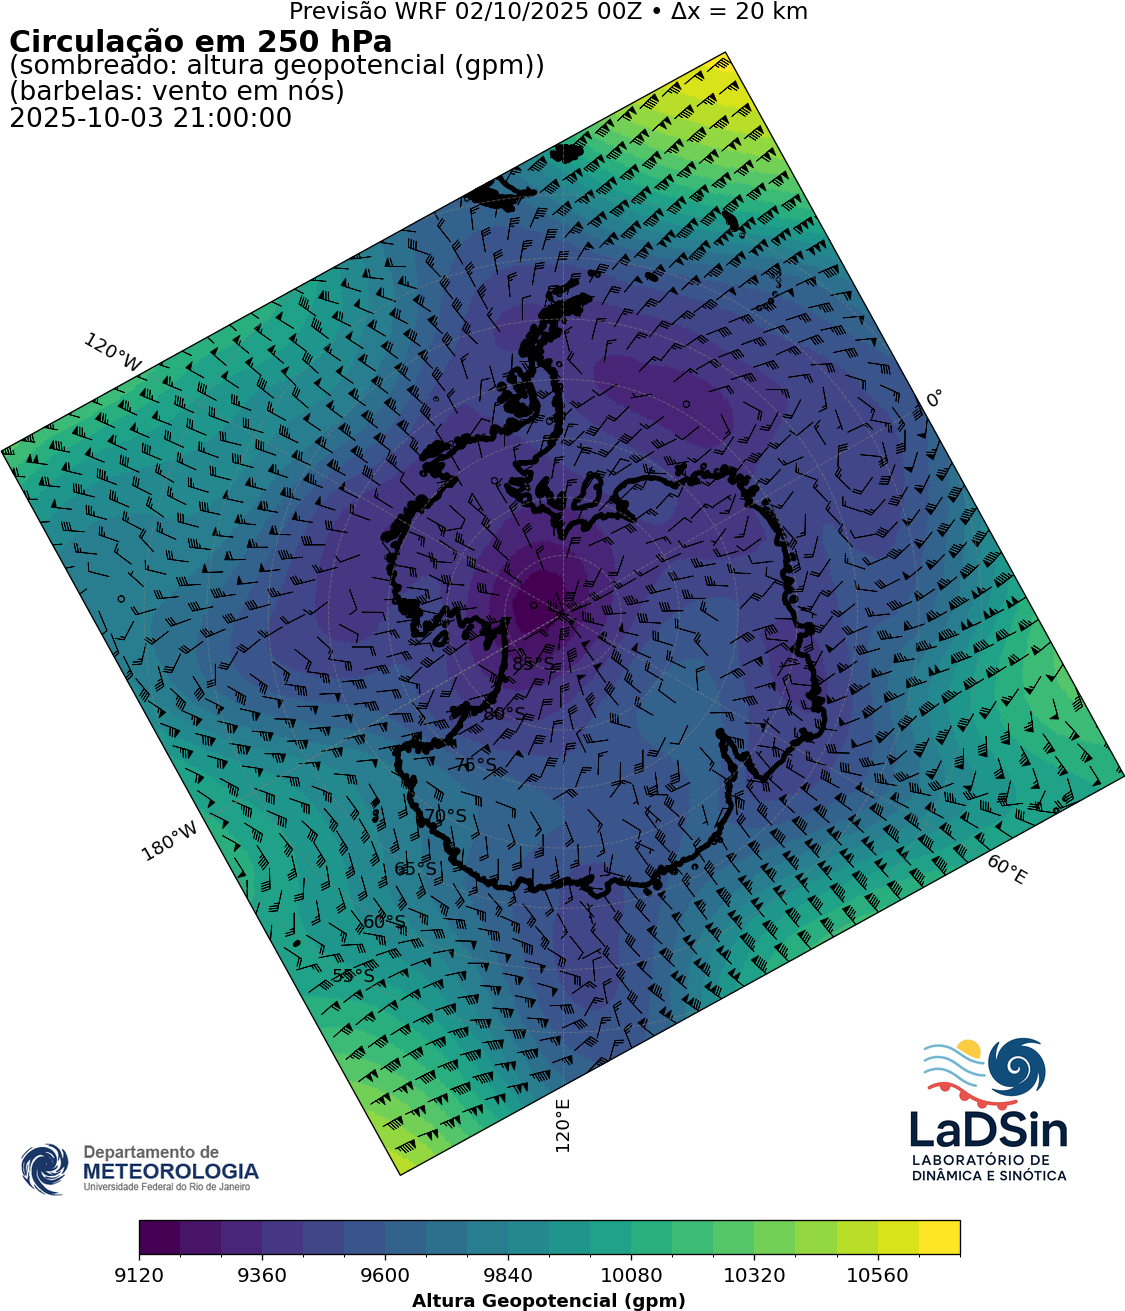 Previsão WRF 02/10/2025 00Z • Δx = 20 km
Circulação em 250 hPa
(sombreado: altura geopotencial (gpm))
(barbelas: vento em nós)
2025-10-03 21:00:00
120°W
0°
85°S
80°S
75°S
70°S
180°W
65°S
60°E
60°S
55°S
120°E
LaDSin
LABORATÓRIO DE
DINÂMICA E SINÓTICA
Departamento de
METEOROLOGIA
Universidade Federal do Rio de Janeiro
9120 9360 9600 9840 10080 10320 10560
Altura Geopotencial (gpm)